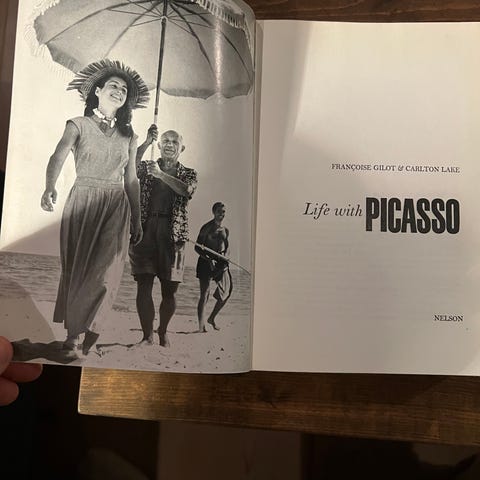 FRANÇOISE GILOT & CARLTON LAKE
Life with PICASSO
NELSON